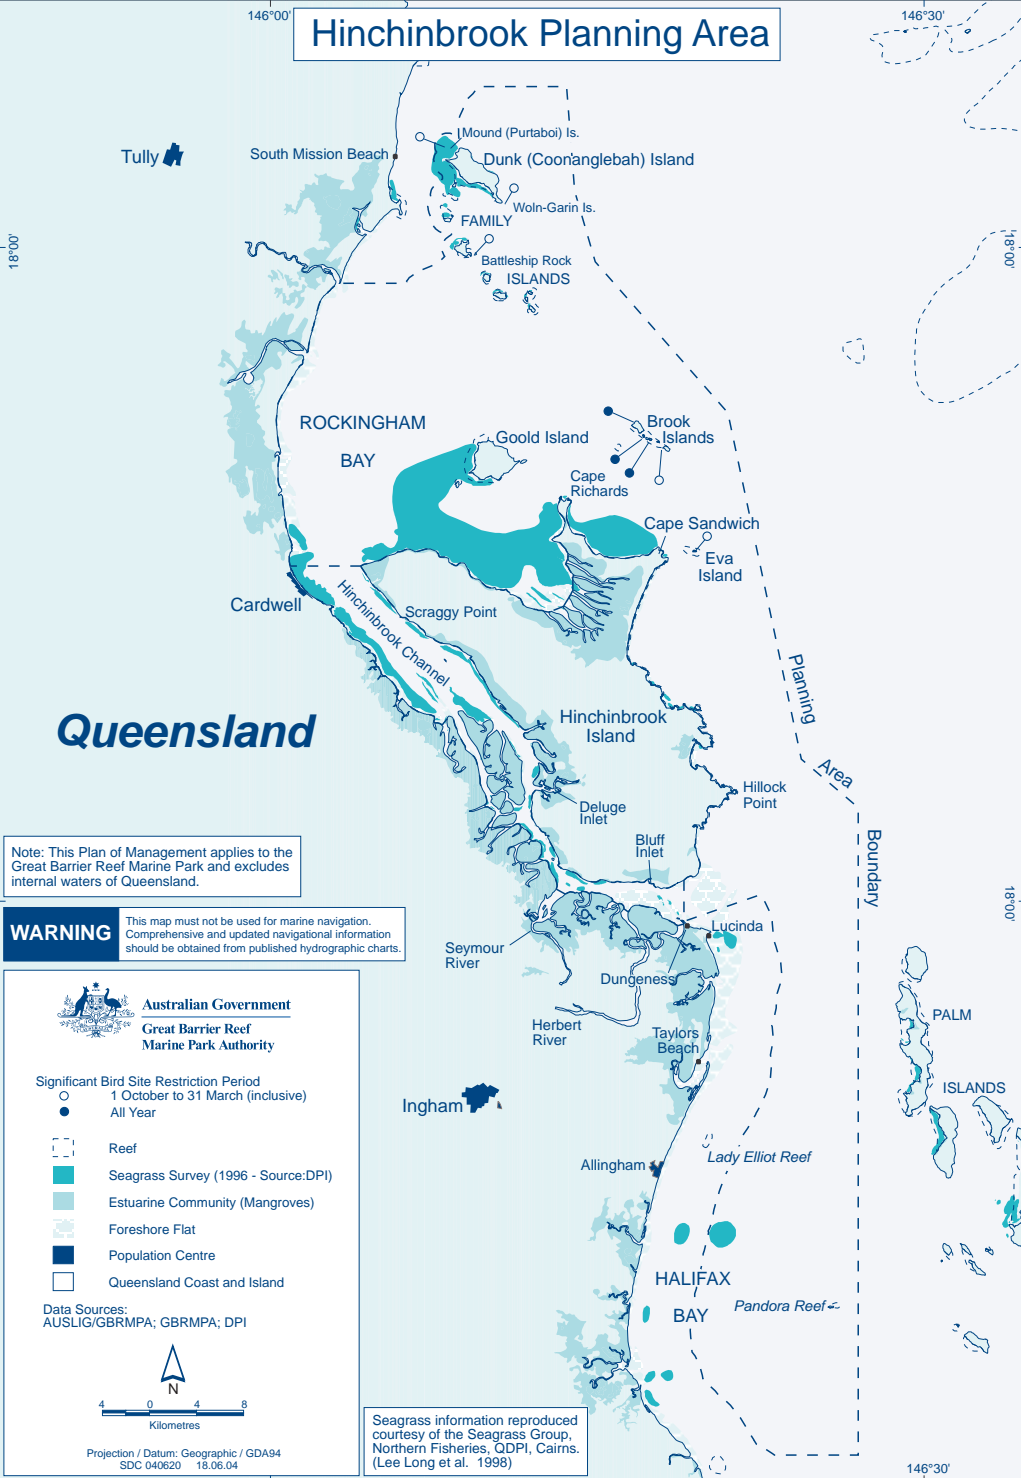 146°00'
146°30'
Hinchinbrook Planning Area
Mound (Purtaboi) Is.
Tully
South Mission Beach
Dunk (Coonanglebah) Island
Woln-Garin Is.
FAMILY
18°00'
18°00'
Battleship Rock
ISLANDS
ROCKINGHAM
BAY
Goold Island
Brook
Islands
Cape
Richards
Cape Sandwich
Eva
Island
Cardwell
Hinchinbrook Channel
Scraggy Point
Planning
Area
Boundary
Queensland
Hinchinbrook
Island
Hillock
Point
Deluge
Inlet
Bluff
Inlet
Note: This Plan of Management applies to the
Great Barrier Reef Marine Park and excludes
internal waters of Queensland.
18°00'
WARNING
This map must not be used for marine navigation.
Comprehensive and updated navigational information
should be obtained from published hydrographic charts.
Lucinda
Seymour
River
Dungeness
Herbert
River
Taylors
Beach
PALM
ISLANDS
Ingham
Allingham
Lady Elliot Reef
HALIFAX
BAY
Pandora Reef
Australian Government
Great Barrier Reef
Marine Park Authority
Significant Bird Site Restriction Period
1 October to 31 March (inclusive)
All Year
Reef
Seagrass Survey (1996 - Source:DPI)
Estuarine Community (Mangroves)
Foreshore Flat
Population Centre
Queensland Coast and Island
Data Sources:
AUSLIG/GBRMPA; GBRMPA; DPI
N
4 0 4 8
Kilometres
Projection / Datum: Geographic / GDA94
SDC 040620 18.06.04
Seagrass information reproduced
courtesy of the Seagrass Group,
Northern Fisheries, QDPI, Cairns.
(Lee Long et al. 1998)
146°30'